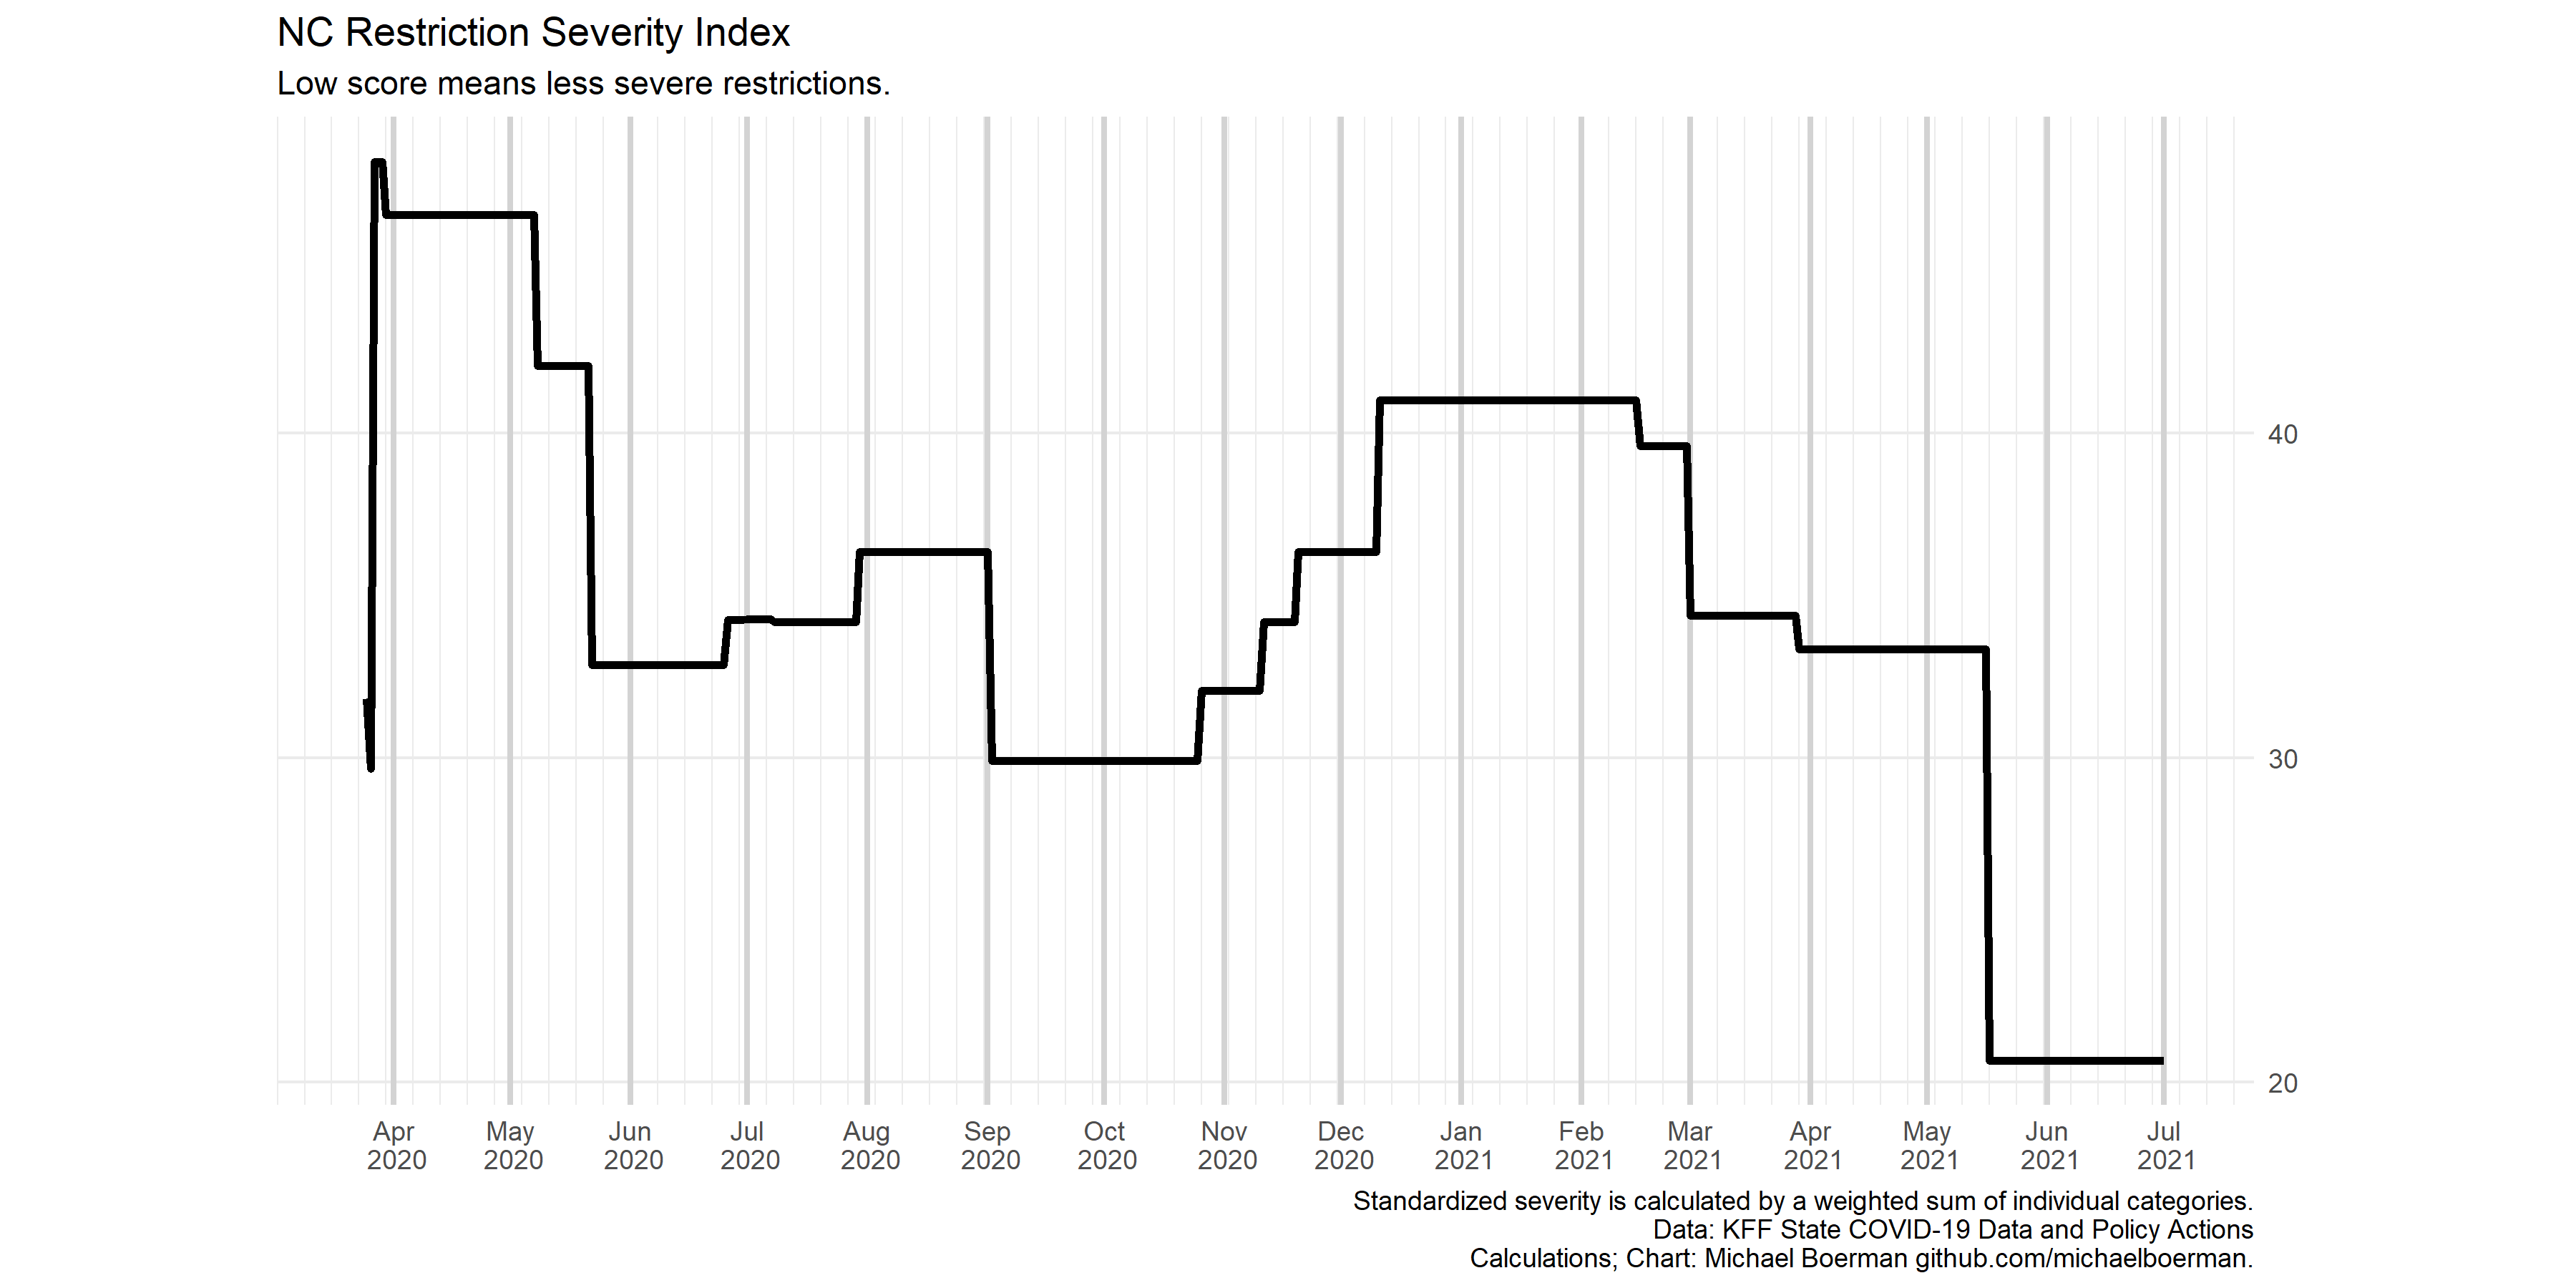 NC Restriction Severity Index
Low score means less severe restrictions.
40
30
20
Apr May Jun Jul Aug Sep Oct Nov Dec Jan Feb Mar Apr May Jun Jul
2020 2020 2020 2020 2020 2020 2020 2020 2020 2021 2021 2021 2021 2021 2021 2021
Standardized severity is calculated by a weighted sum of individual categories.
Data: KFF State COVID-19 Data and Policy Actions
Calculations; Chart: Michael Boerman github.com/michaelboerman.